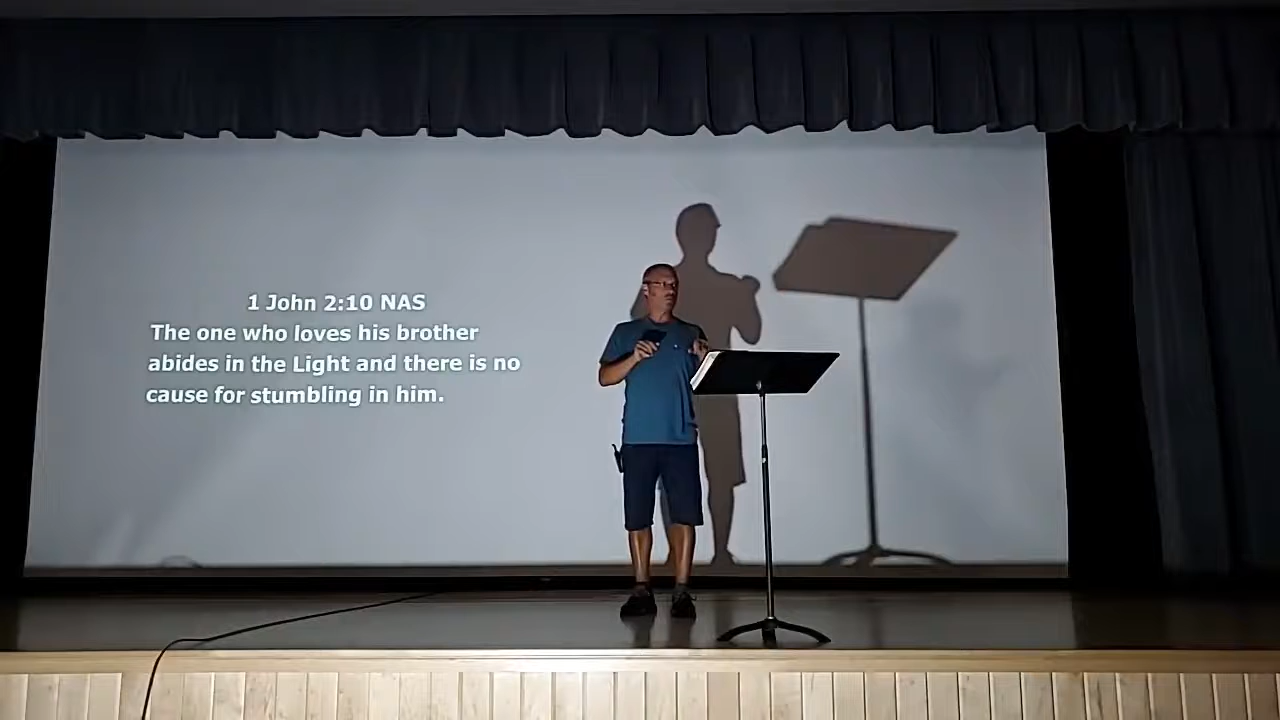 1 John 2:10 NAS
The one who loves his brother
abides in the Light and there is no
cause for stumbling in him.